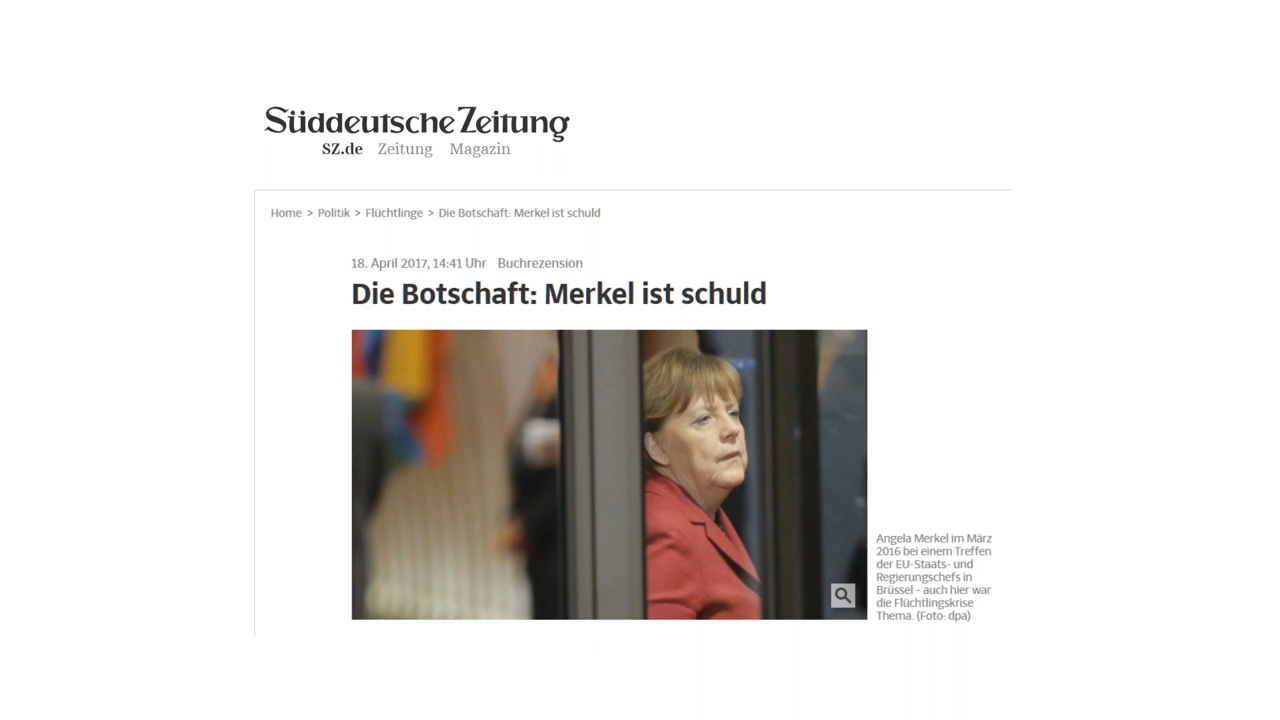 Süddeutsche Zeitung
SZ.de Zeitung Magazin
Home > Politik > Flüchtlinge > Die Botschaft: Merkel ist schuld
18. April 2017, 14:41 Uhr Buchrezension
Die Botschaft: Merkel ist schuld
Angela Merkel im März
2016 bei einem Treffen
der EU-Staats- und
Regierungschefs in
Brüssel - auch hier war
die Flüchtlingskrise
Thema. (Foto: dpa)